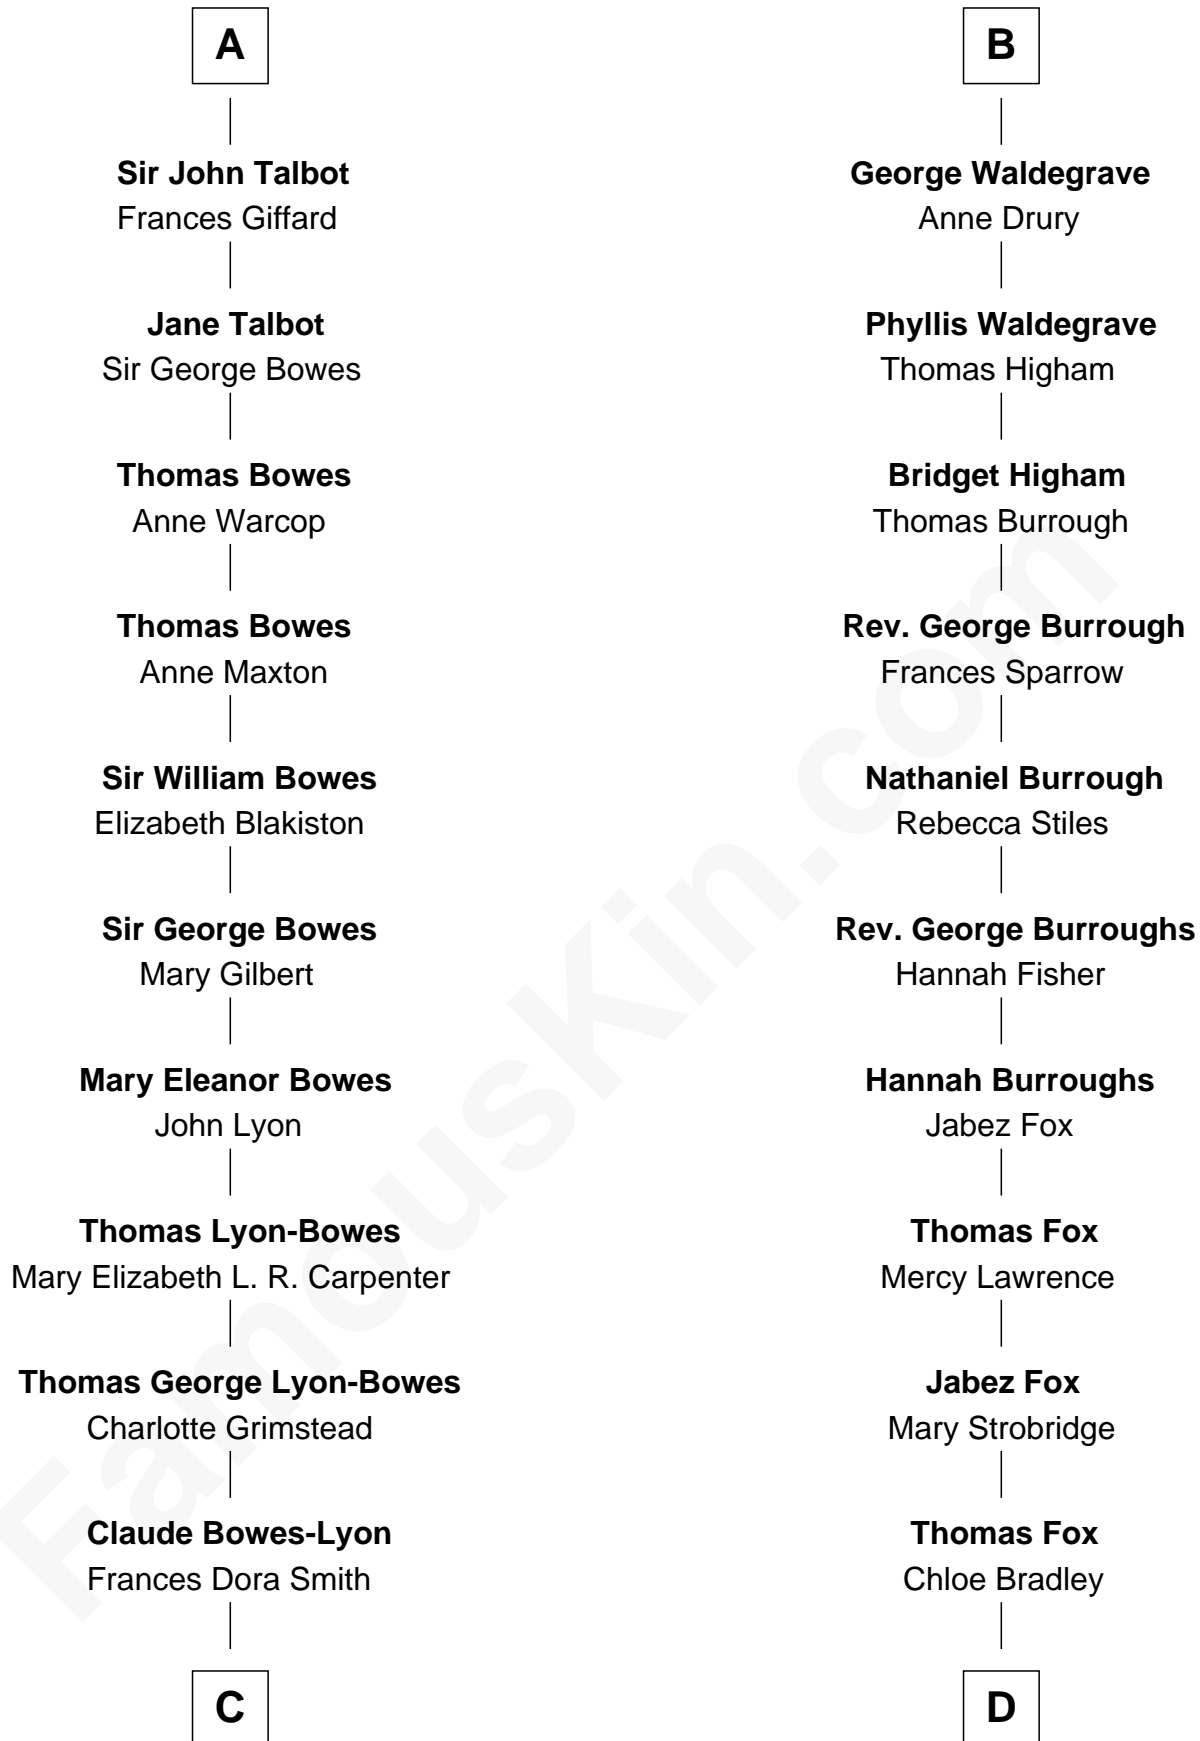 A
Sir John Talbot
Frances Giffard
Jane Talbot
Sir George Bowes
Thomas Bowes
Anne Warcop
Thomas Bowes
Anne Maxton
Sir William Bowes
Elizabeth Blakiston
Sir George Bowes
Mary Gilbert
Mary Eleanor Bowes
John Lyon
Thomas Lyon-Bowes
Mary Elizabeth L. R. Carpenter
Thomas George Lyon-Bowes
Charlotte Grimstead
Claude Bowes-Lyon
Frances Dora Smith
C
B
George Waldegrave
Anne Drury
Phyllis Waldegrave
Thomas Higham
Bridget Higham
Thomas Burrough
Rev. George Burrough
Frances Sparrow
Nathaniel Burrough
Rebecca Stiles
Rev. George Burroughs
Hannah Fisher
Hannah Burroughs
Jabez Fox
Thomas Fox
Mercy Lawrence
Jabez Fox
Mary Strobridge
Thomas Fox
Chloe Bradley
D
FamousKin.com